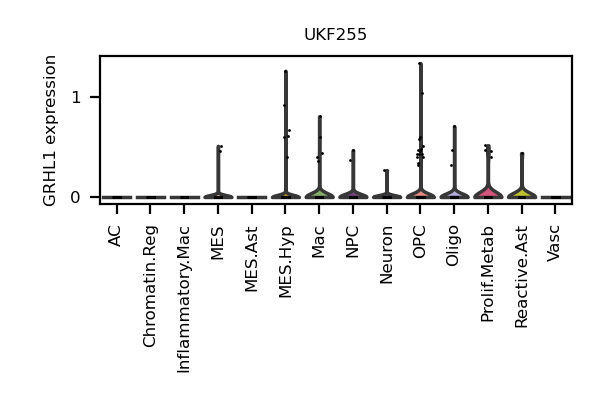 UKF255
GRHL1 expression
1
0
AC
Chromatin.Reg
Inflammatory.Mac
MES
MES.Ast
MES.Hyp
Mac
NPC
Neuron
OPC
Oligo
Prolif.Metab
Reactive.Ast
Vasc